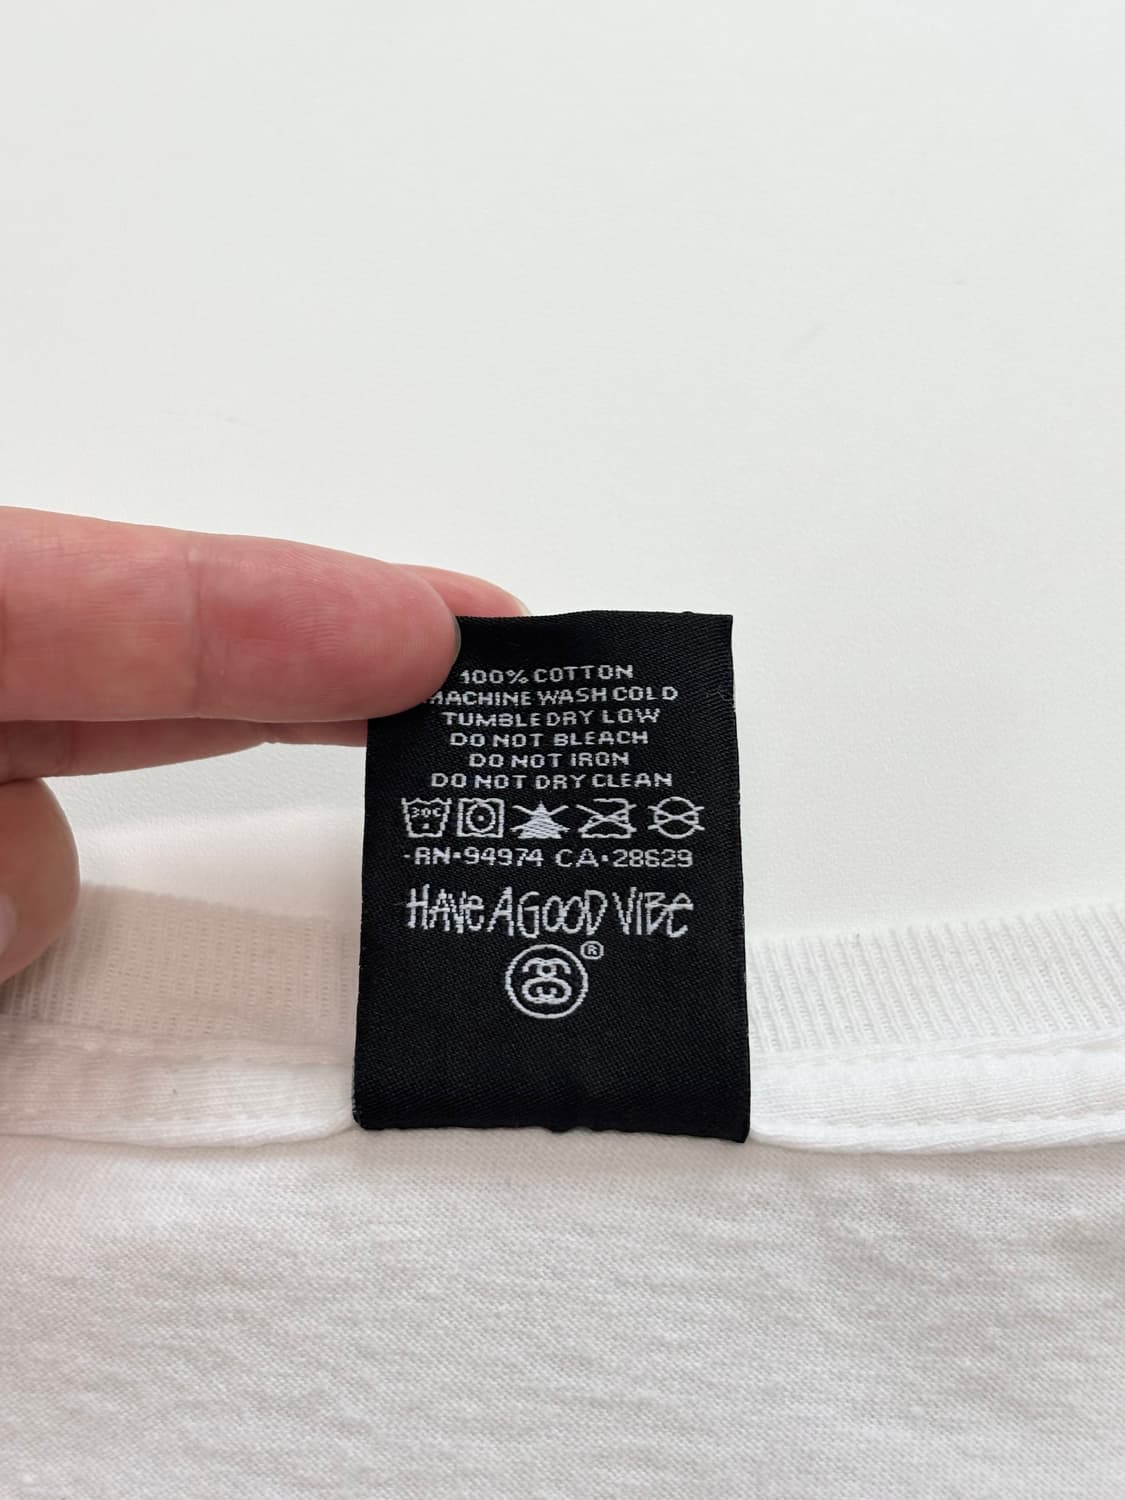 100% COTTON
MACHINE WASH COLD
TUMBLE DRY LOW
DO NOT BLEACH
DO NOT IRON
DO NOT DRY CLEAN
30C
-RN•94974 CA•28629
HAVE A GOOD VIBE
®